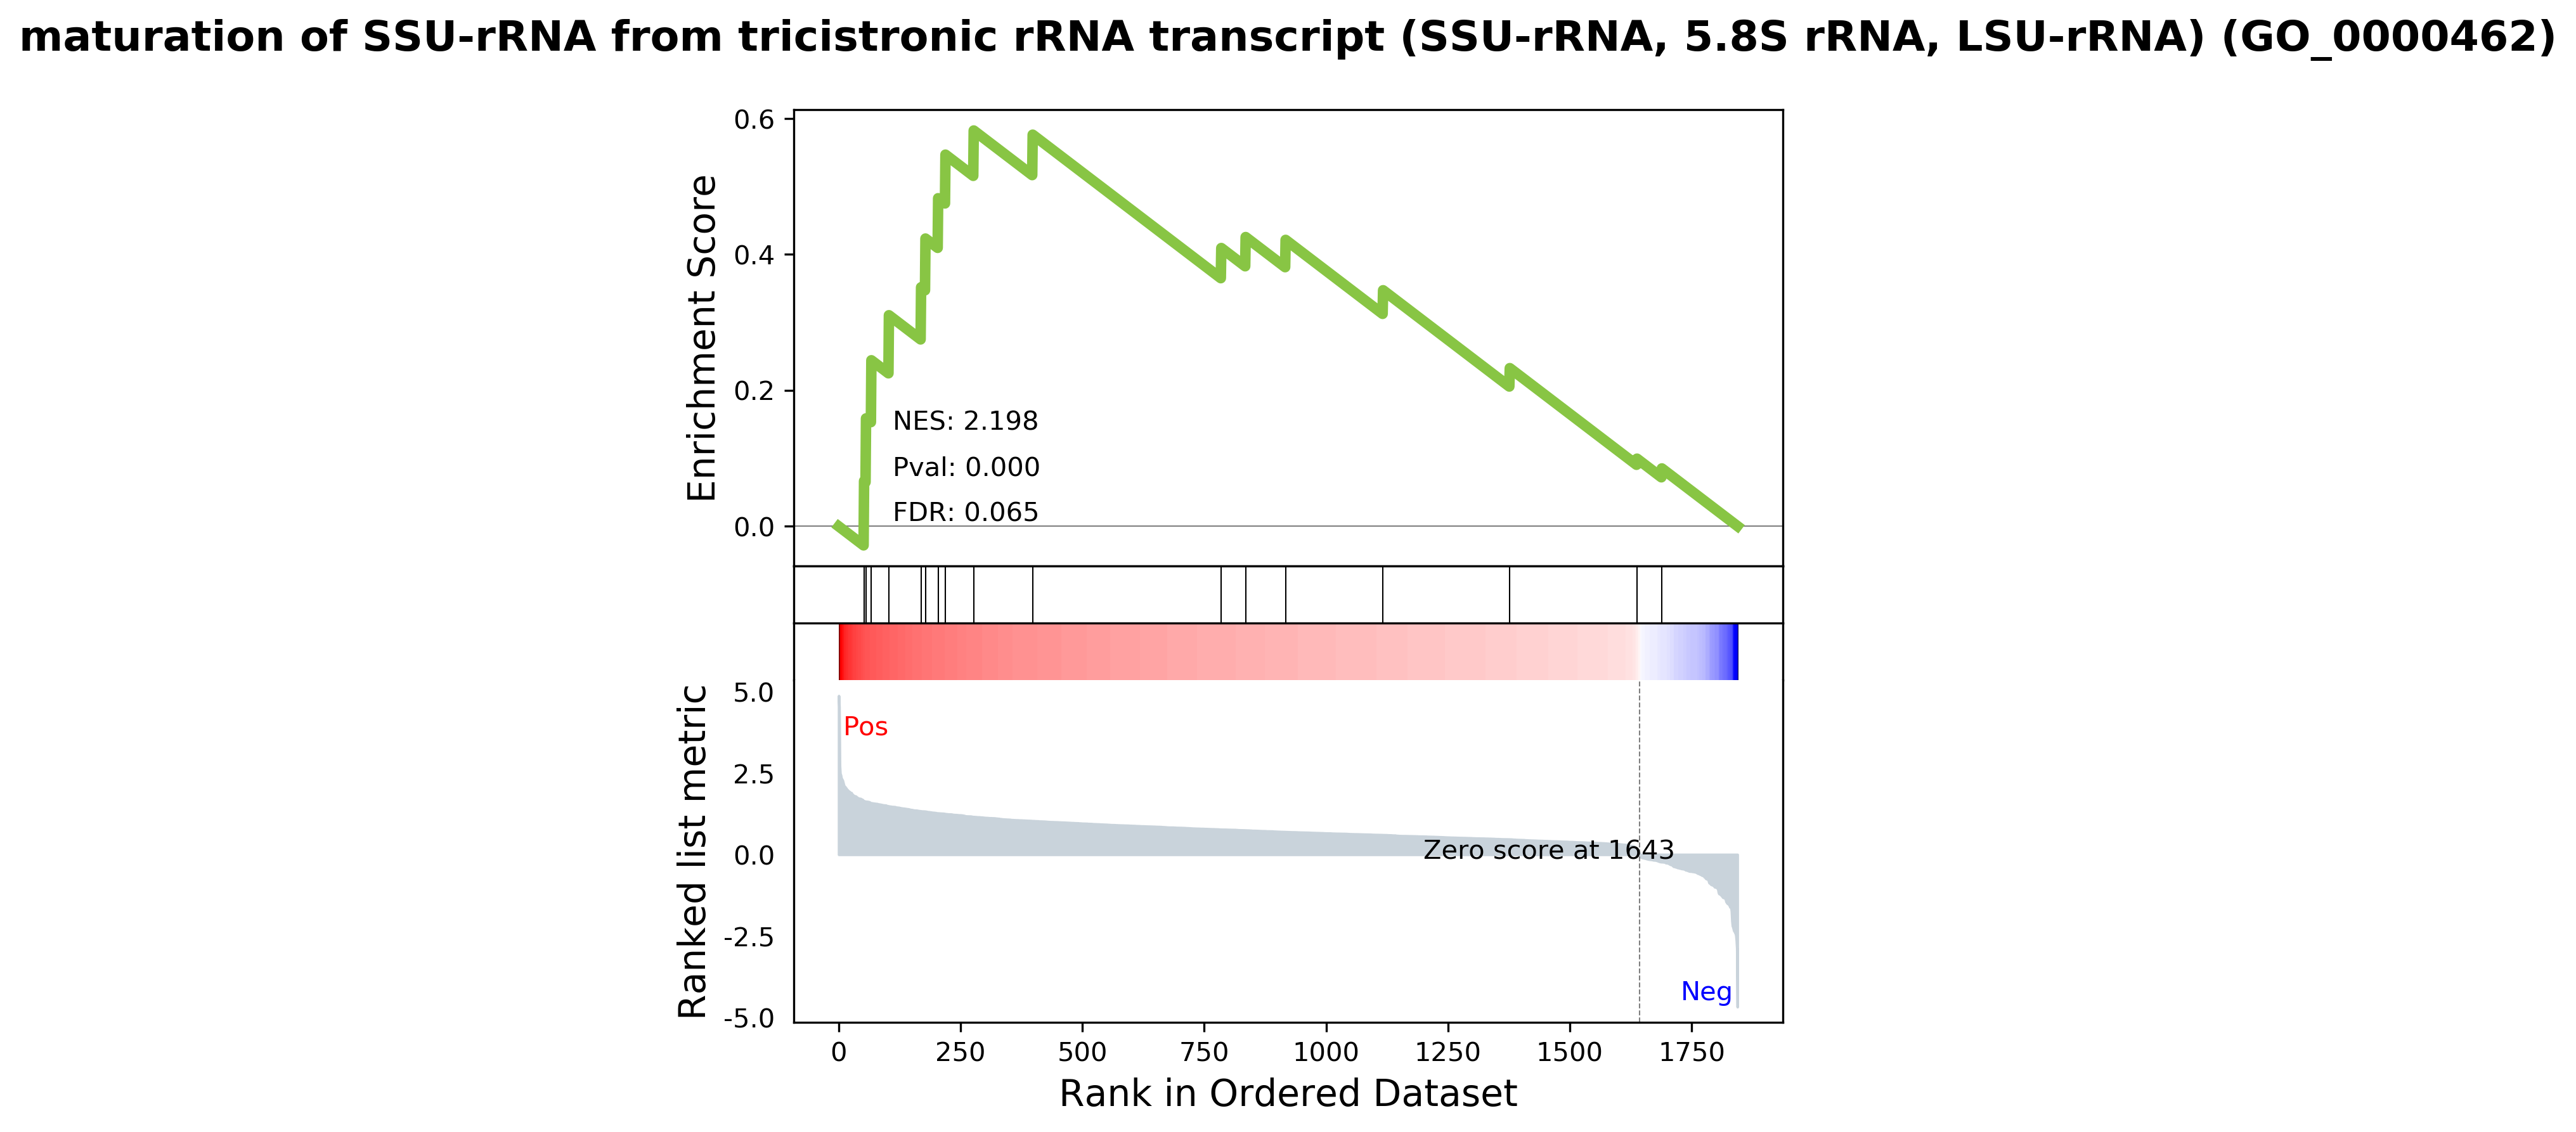 maturation of SSU-rRNA from tricistronic rRNA transcript (SSU-rRNA, 5.8S rRNA, LSU-rRNA) (GO_0000462)
0.6
0.4
0.2
0.0
Enrichment Score
NES: 2.198
Pval: 0.000
FDR: 0.065
5.0
2.5
0.0
-2.5
-5.0
Ranked list metric
Pos
Zero score at 1643
Neg
0 250 500 750 1000 1250 1500 1750
Rank in Ordered Dataset